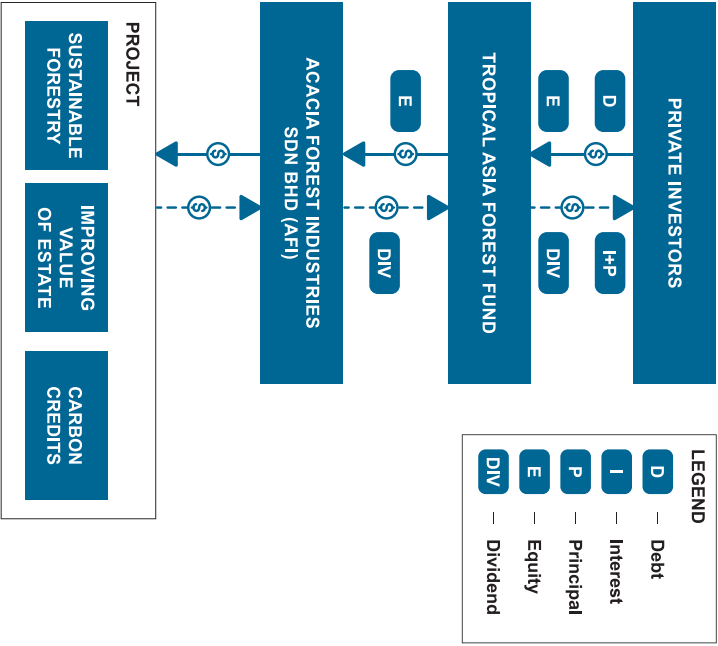 PRIVATE INVESTORS
D
E
$
$
I+P
DIV
TROPICAL ASIA FOREST FUND
E
$
$
DIV
ACACIA FOREST INDUSTRIES
SDN BHD (AFI)
$
$
PROJECT
SUSTAINABLE
FORESTRY
IMPROVING
VALUE
OF ESTATE
CARBON
CREDITS
LEGEND
D – Debt
I – Interest
P – Principal
E – Equity
DIV – Dividend